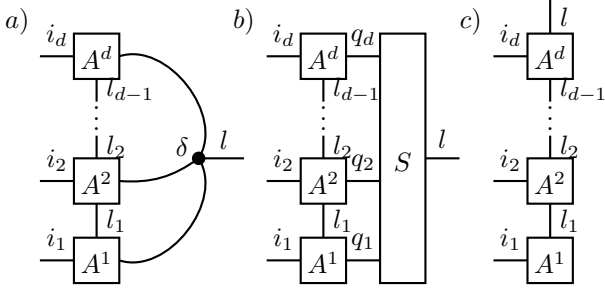 a)
i_d A^d
l_{d-1}
⋮
l_2 δ l
i_2 A^2
l_1
i_1 A^1
b)
i_d A^d q_d
l_{d-1}
⋮
l_2 l
i_2 A^2 q_2 S
l_1
i_1 A^1 q_1
c)
l
i_d A^d
l_{d-1}
⋮
l_2
i_2 A^2
l_1
i_1 A^1